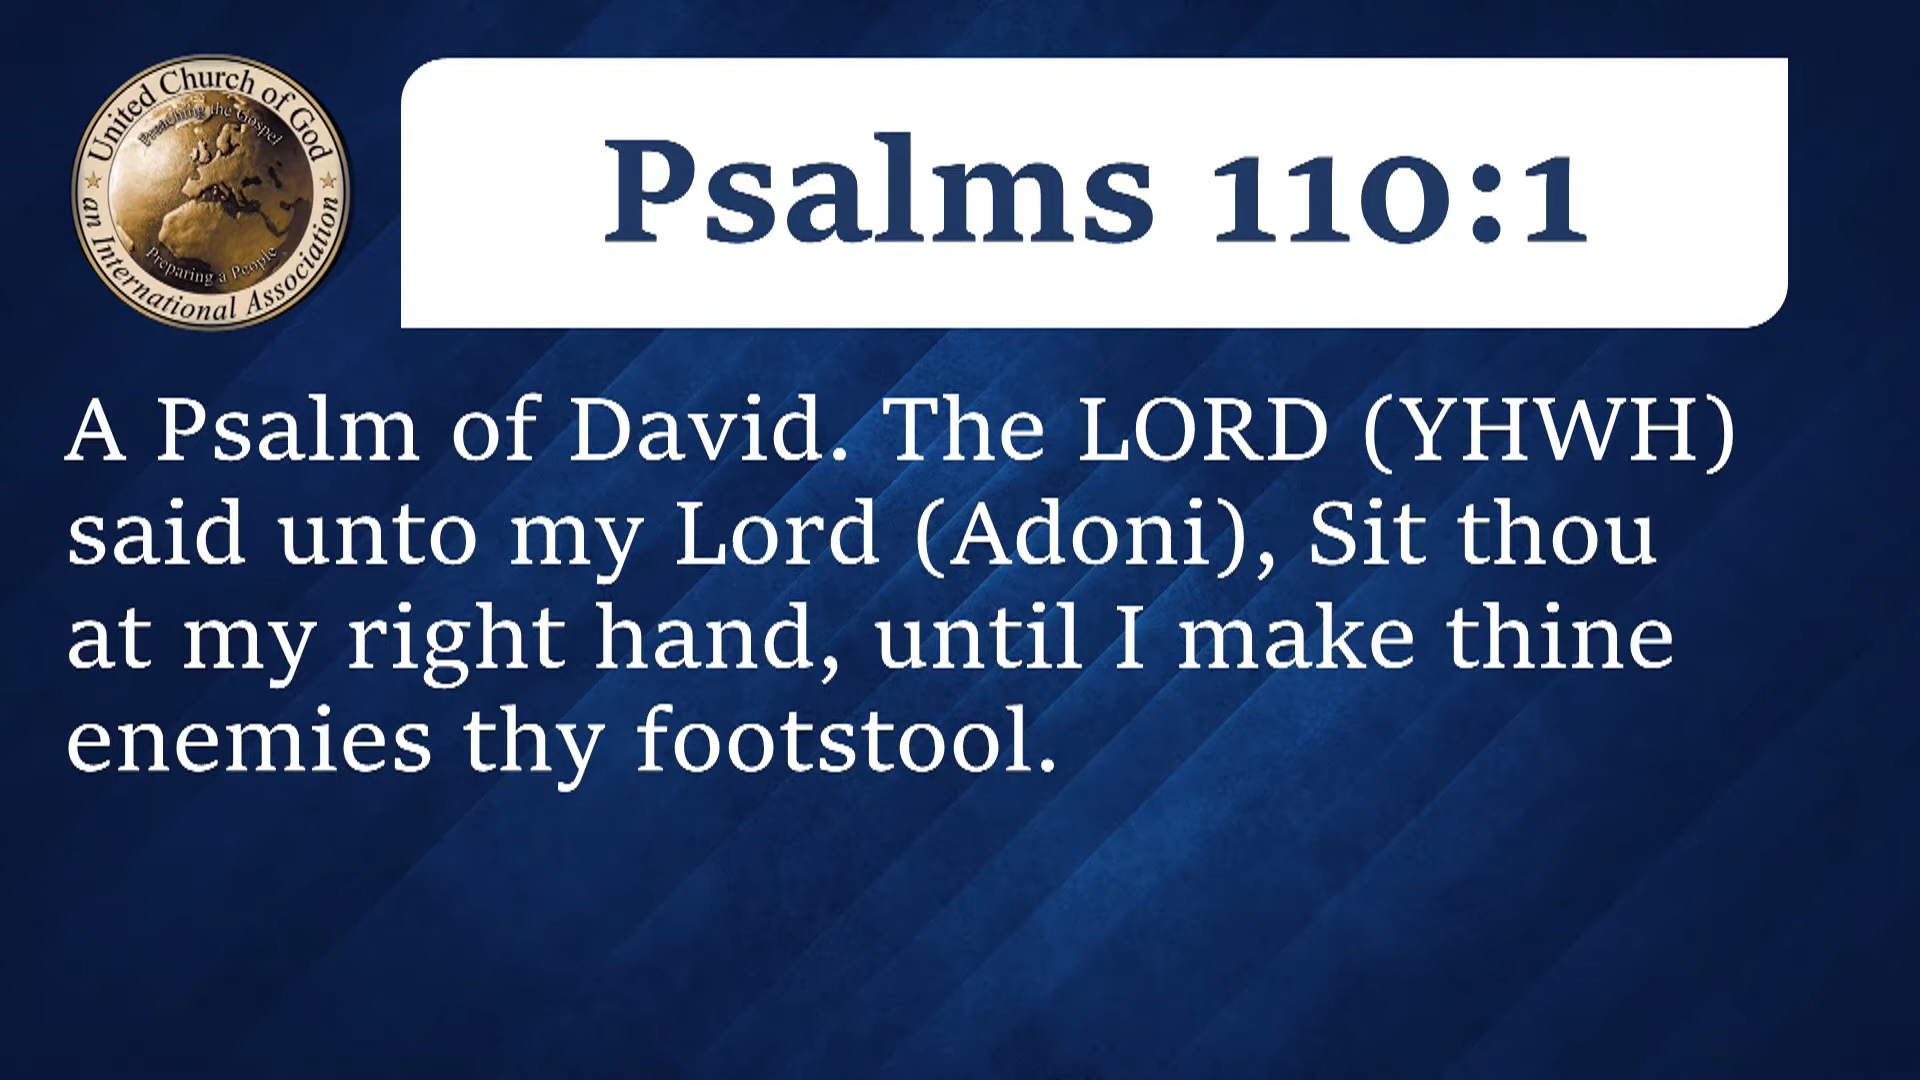 United Church of God
Preaching the Gospel
Preparing a People
an International Association
Psalms 110:1
A Psalm of David. The LORD (YHWH)
said unto my Lord (Adoni), Sit thou
at my right hand, until I make thine
enemies thy footstool.